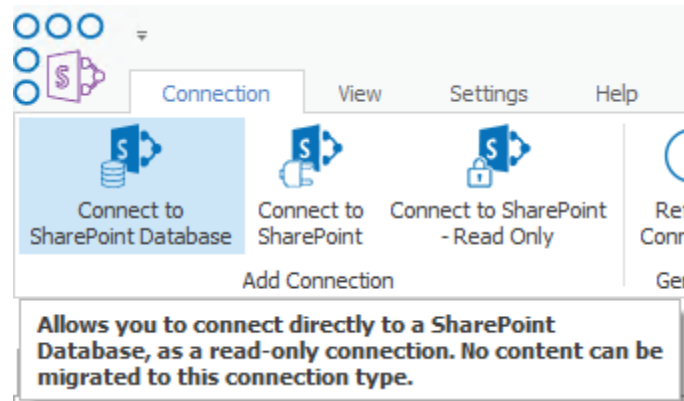 Connection View Settings Help
Connect to
SharePoint Database
Connect to
SharePoint
Connect to SharePoint
- Read Only
Add Connection
Allows you to connect directly to a SharePoint
Database, as a read-only connection. No content can be
migrated to this connection type.